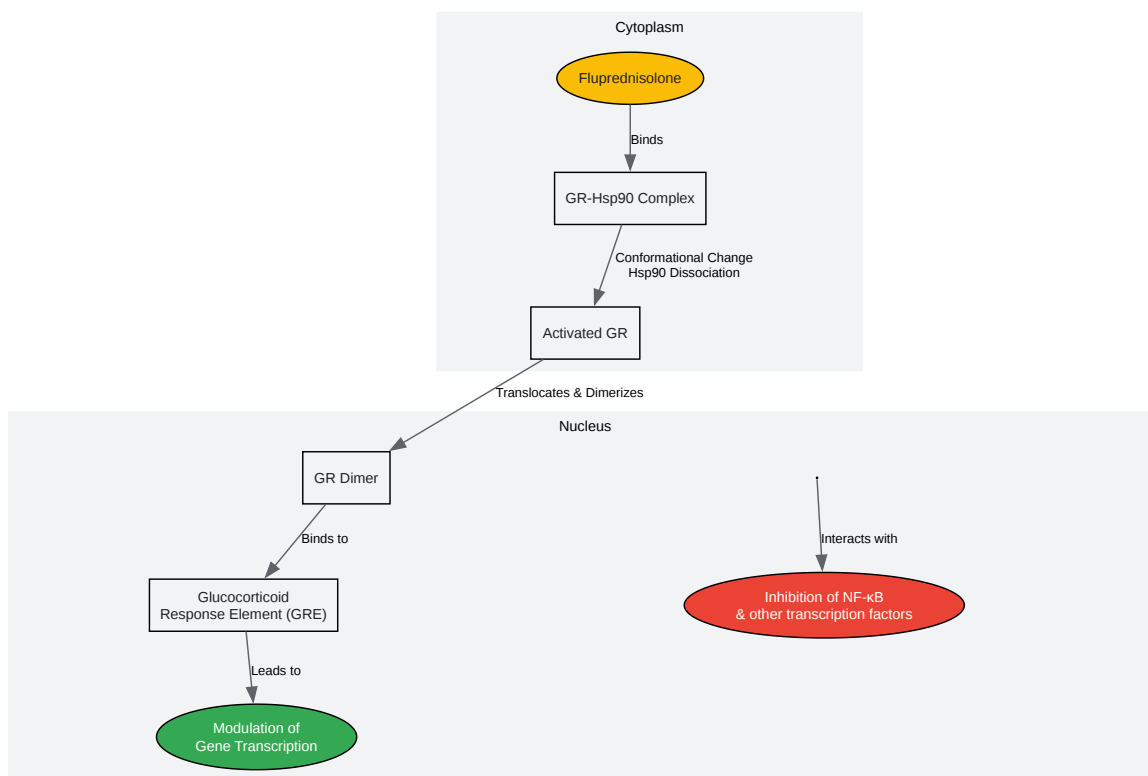 Cytoplasm
Fluprednisolone
Binds
GR-Hsp90 Complex
Conformational Change
Hsp90 Dissociation
Activated GR
Translocates & Dimerizes
Nucleus
GR Dimer
Binds to
Interacts with
Glucocorticoid
Response Element (GRE)
Inhibition of NF-κB
& other transcription factors
Leads to
Modulation of
Gene Transcription